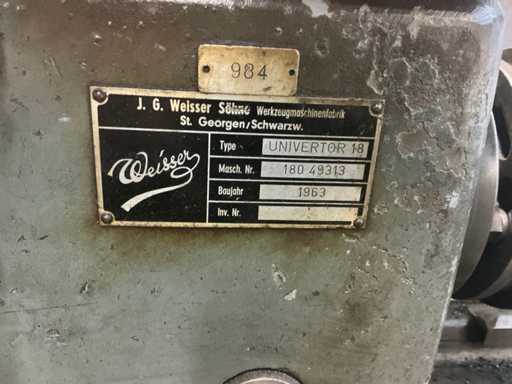 984
J. G. Weisser Söhne Werkzeugmaschinenfabrik
St. Georgen/Schwarzw.
Weisser
Type UNIVERTOR 18
Masch. Nr. 180 49313
Baujahr 1963
Inv. Nr.